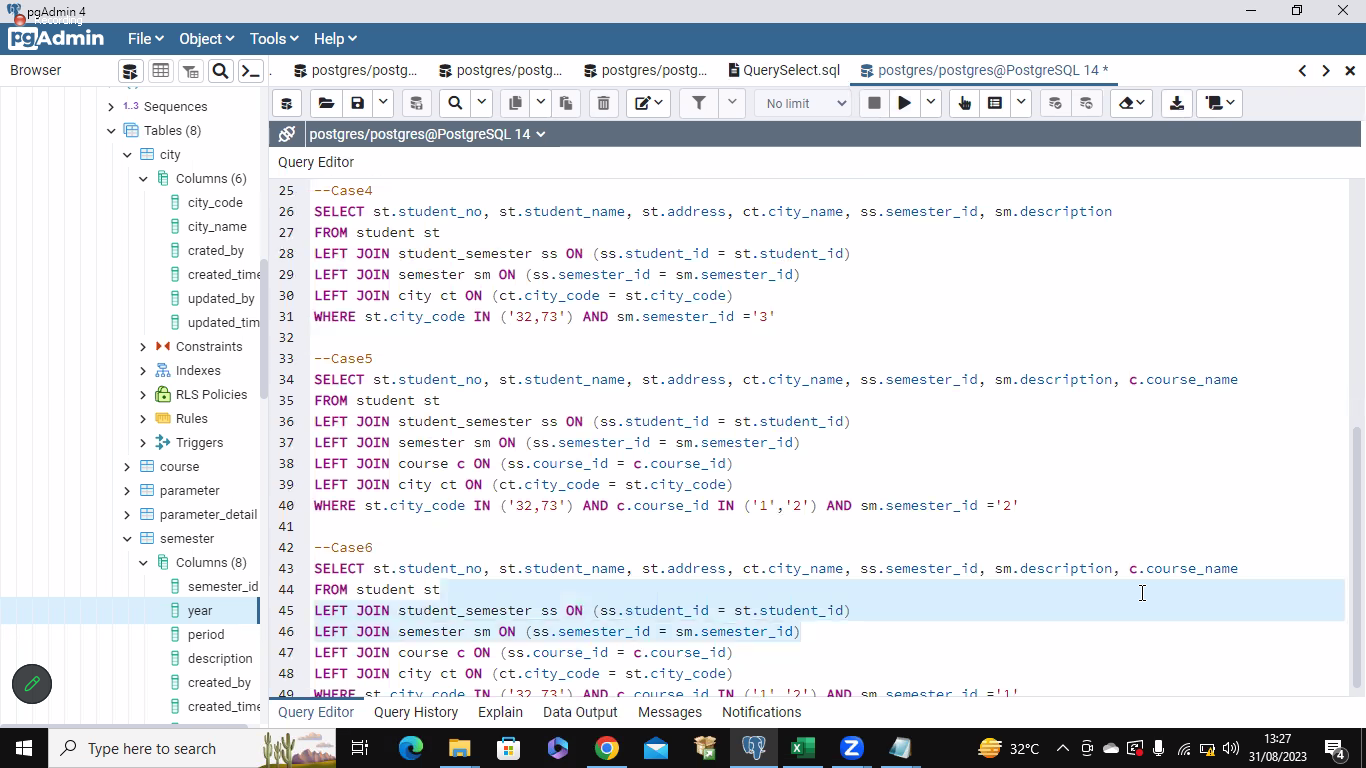 pgAdmin 4
Recording
pgAdmin File Object Tools Help
Browser
postgres/postg... postgres/postg... postgres/postg... QuerySelect.sql postgres/postgres@PostgreSQL 14 *
No limit
postgres/postgres@PostgreSQL 14
Query Editor
1..3 Sequences
Tables (8)
city
Columns (6)
city_code
city_name
crated_by
created_time
updated_by
updated_tim
Constraints
Indexes
RLS Policies
Rules
Triggers
course
parameter
parameter_detail
semester
Columns (8)
semester_id
year
period
description
created_by
created_time
25 --Case4
26 SELECT st.student_no, st.student_name, st.address, ct.city_name, ss.semester_id, sm.description
27 FROM student st
28 LEFT JOIN student_semester ss ON (ss.student_id = st.student_id)
29 LEFT JOIN semester sm ON (ss.semester_id = sm.semester_id)
30 LEFT JOIN city ct ON (ct.city_code = st.city_code)
31 WHERE st.city_code IN ('32,73') AND sm.semester_id ='3'
32
33 --Case5
34 SELECT st.student_no, st.student_name, st.address, ct.city_name, ss.semester_id, sm.description, c.course_name
35 FROM student st
36 LEFT JOIN student_semester ss ON (ss.student_id = st.student_id)
37 LEFT JOIN semester sm ON (ss.semester_id = sm.semester_id)
38 LEFT JOIN course c ON (ss.course_id = c.course_id)
39 LEFT JOIN city ct ON (ct.city_code = st.city_code)
40 WHERE st.city_code IN ('32,73') AND c.course_id IN ('1','2') AND sm.semester_id ='2'
41
42 --Case6
43 SELECT st.student_no, st.student_name, st.address, ct.city_name, ss.semester_id, sm.description, c.course_name
44 FROM student st
45 LEFT JOIN student_semester ss ON (ss.student_id = st.student_id)
46 LEFT JOIN semester sm ON (ss.semester_id = sm.semester_id)
47 LEFT JOIN course c ON (ss.course_id = c.course_id)
48 LEFT JOIN city ct ON (ct.city_code = st.city_code)
49 WHERE st.city_code IN ('32,73') AND c.course_id IN ('1','2') AND sm.semester_id ='1'
Query Editor Query History Explain Data Output Messages Notifications
Type here to search
32°C
13:27
31/08/2023
4